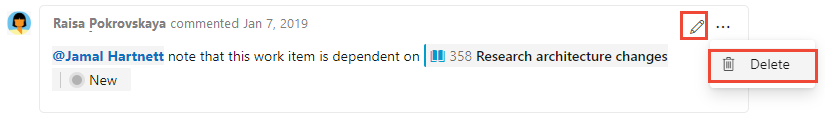 Raisa Pokrovskaya commented Jan 7, 2019
@Jamal Hartnett note that this work item is dependent on 358 Research architecture changes
New
Delete